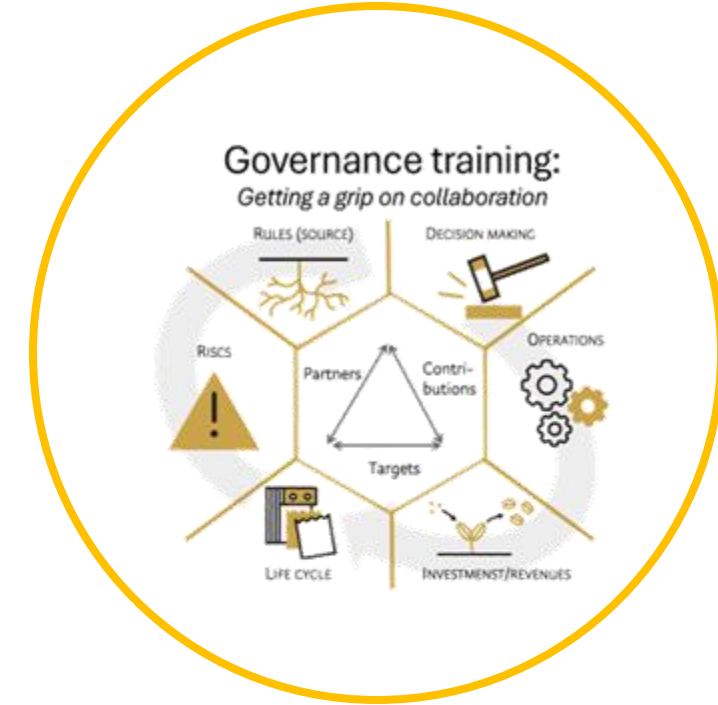 Governance training:
Getting a grip on collaboration
RULES (SOURCE)
DECISION MAKING
OPERATIONS
RISCS
Partners
Contri-
butions
Targets
LIFE CYCLE
INVESTMENST/REVENUES